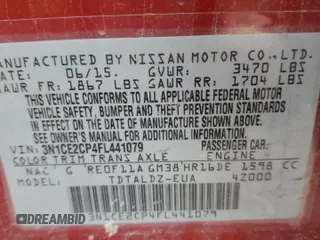 MANUFACTURED BY NISSAN MOTOR CO., LTD.
DATE: 06/15. GVWR: 3470 LBS
GAWR FR: 1867 LBS GAWR RR: 1704 LBS
THIS VEHICLE CONFORMS TO ALL APPLICABLE FEDERAL MOTOR
VEHICLE SAFETY, BUMPER AND THEFT PREVENTION STANDARDS
IN EFFECT ON THE DATE OF MANUFACTURE SHOWN ABOVE.
SEE OWNER'S MANUAL FOR ADDITIONAL INFORMATION
VIN: 3N1CE2CP4FL441079 PASSENGER CAR.
COLOR TRIM TRANS AXLE ENGINE
NAC G RE0F11A GM38 HR16DE 1598 CC
TDTALDZ-EUA 4Z000
3N1CE2CP4FL441079
DIDIAUCTION